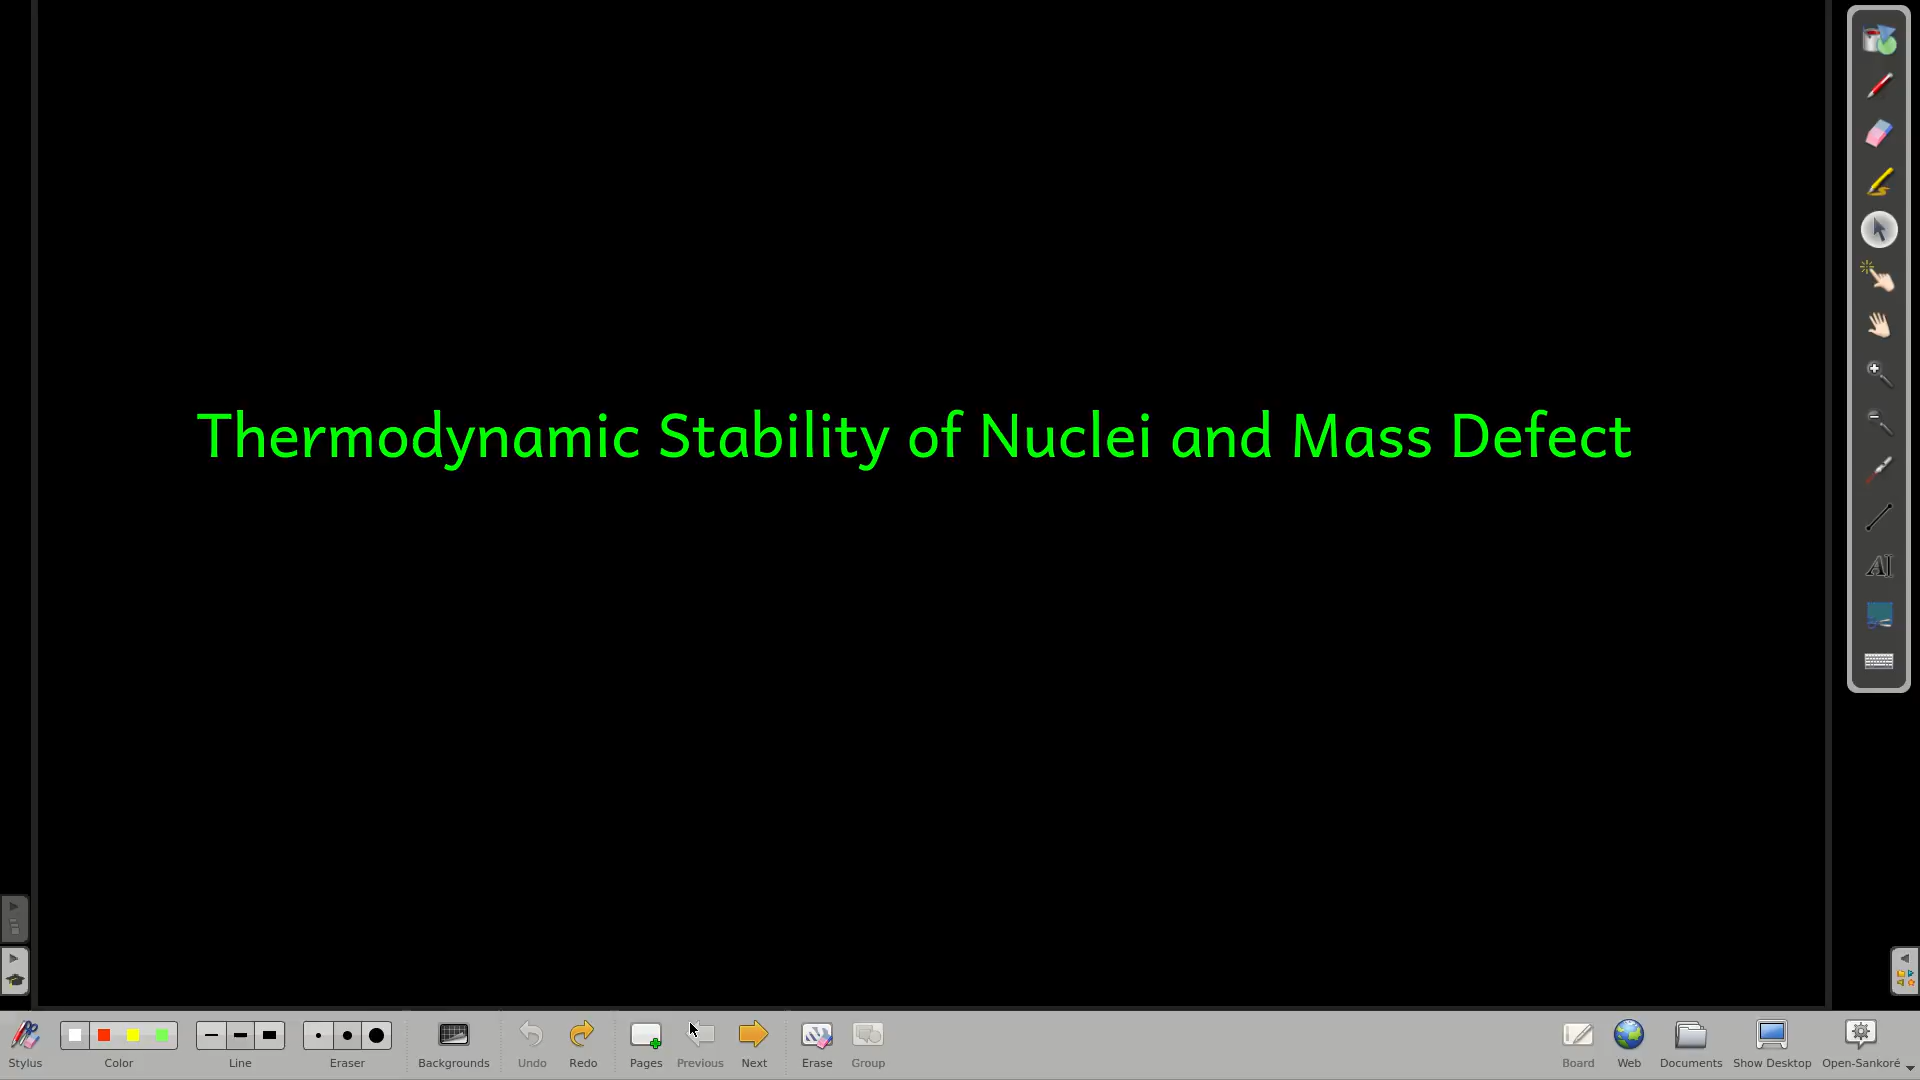 Thermodynamic Stability of Nuclei and Mass Defect
AI
Stylus Color Line Eraser Backgrounds Undo Redo Pages Previous Next Erase Group Board Web Documents Show Desktop Open-Sankoré